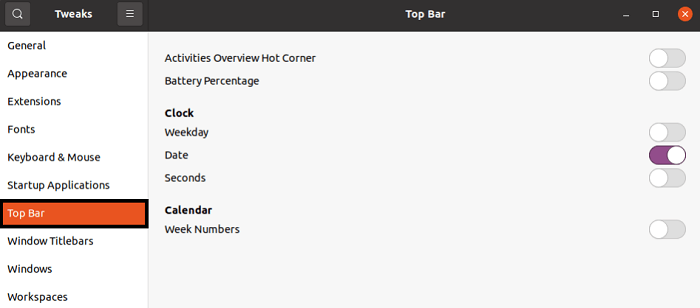 Tweaks
Top Bar
General
Appearance
Extensions
Fonts
Keyboard & Mouse
Startup Applications
Top Bar
Window Titlebars
Windows
Workspaces
Activities Overview Hot Corner
Battery Percentage
Clock
Weekday
Date
Seconds
Calendar
Week Numbers